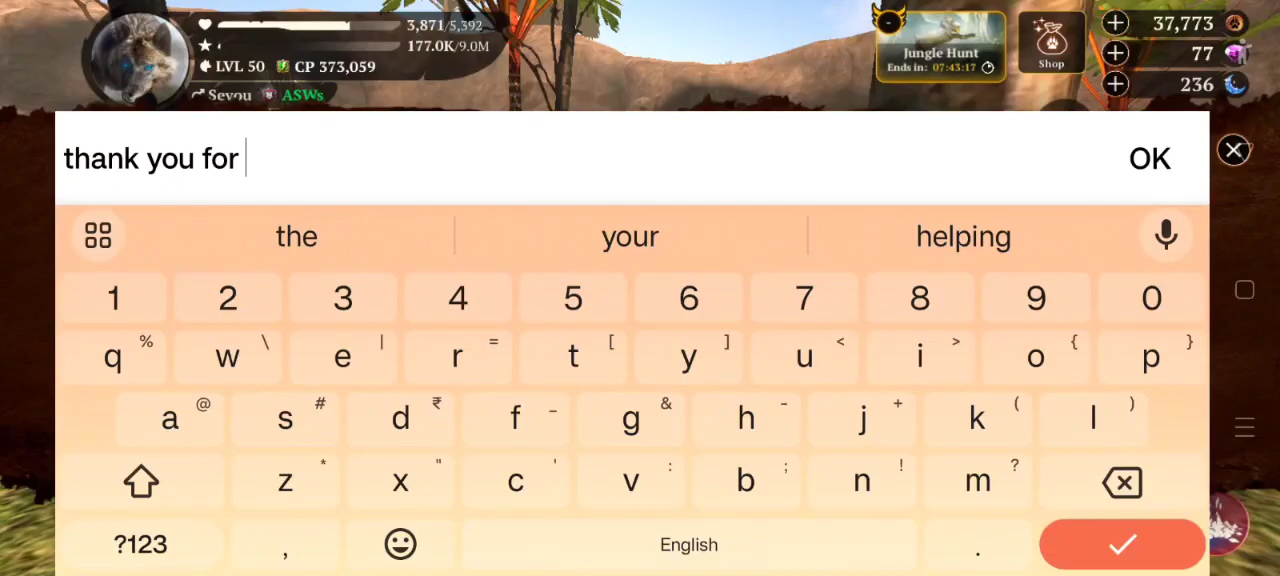 3,871/5,392
177.0K/9.0M
LVL 50 CP 373,059
Sevou ASWs
Jungle Hunt
Ends in: 07:43:17
Shop
37,773
77
236
thank you for
OK
the your helping
1 2 3 4 5 6 7 8 9 0
q % w \ e | r = t [ y ] u < i > o { p }
a @ s # d ₹ f _ g & h - j + k ( l )
z * x " c ' v : b ; n ! m ?
?123 , English .